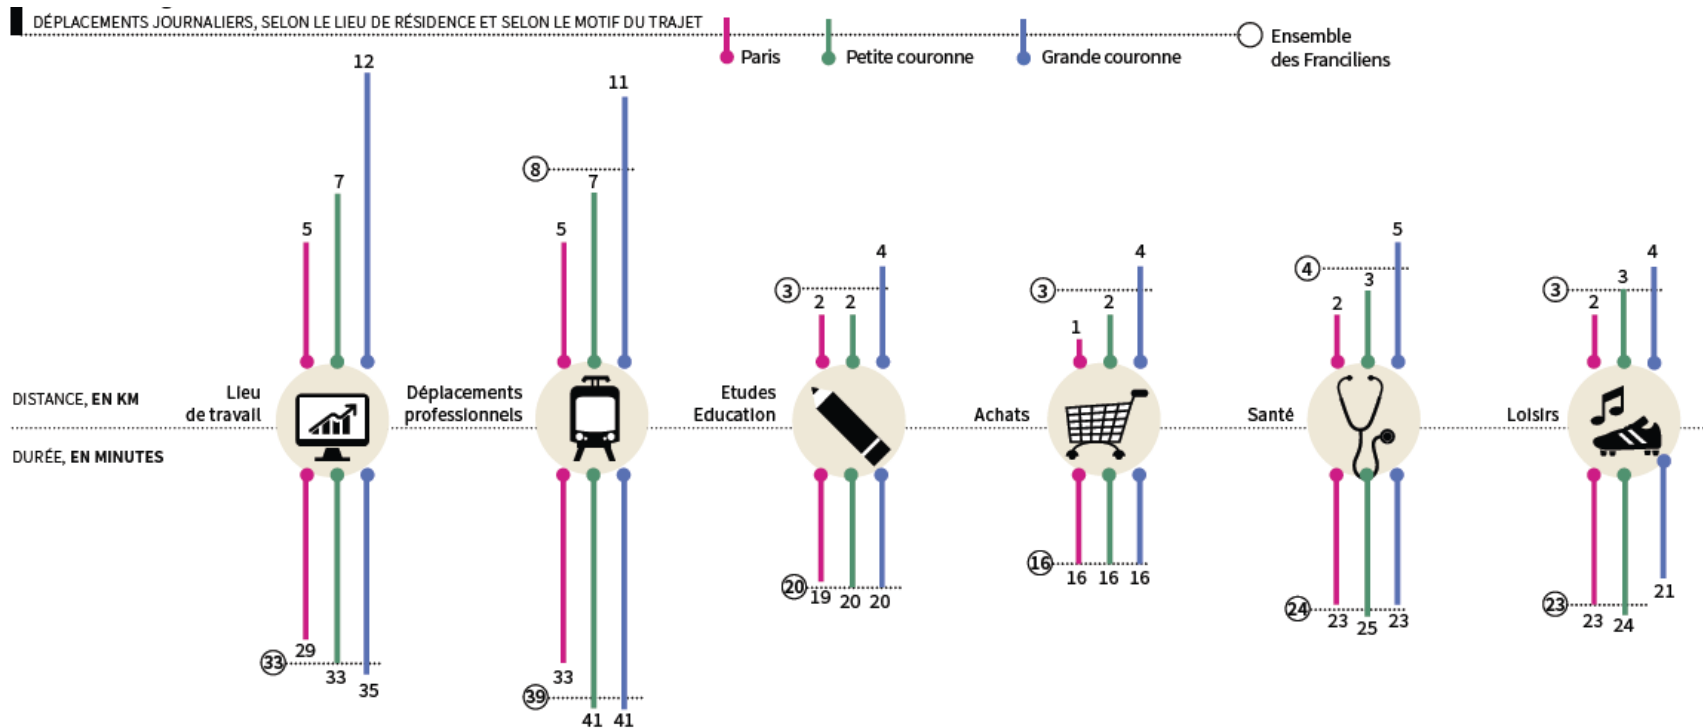 DÉPLACEMENTS JOURNALIERS, SELON LE LIEU DE RÉSIDENCE ET SELON LE MOTIF DU TRAJET
Paris
Petite couronne
Grande couronne
Ensemble
des Franciliens
DISTANCE, EN KM
DURÉE, EN MINUTES
5
7
12
Lieu
de travail
33
29
33
35
8
5
7
11
Déplacements
professionnels
39
33
41
41
3
2
2
4
Etudes
Education
20
19
20
20
3
1
2
4
Achats
16
16
16
16
4
2
3
5
Santé
24
23
25
23
3
2
3
4
Loisirs
23
23
24
21